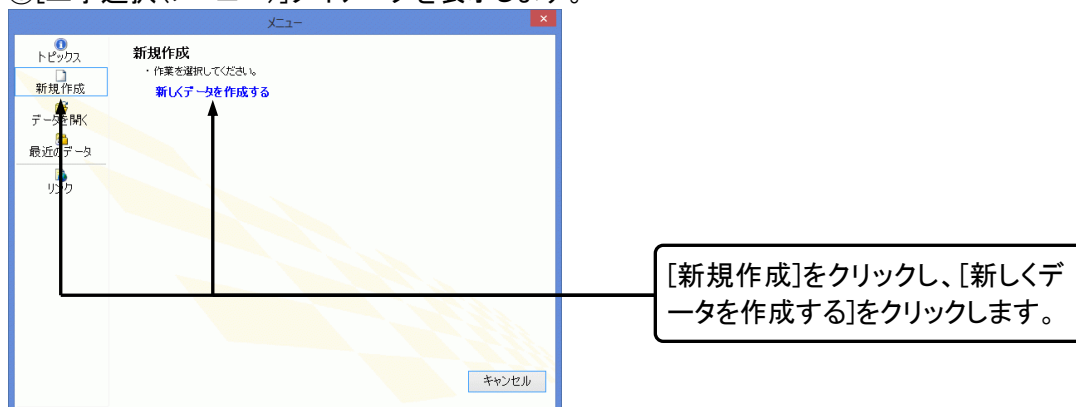 メニュー
トピックス
新規作成
データを開く
最近のデータ
リンク
新規作成
・作業を選択してください。
新しくデータを作成する
[新規作成]をクリックし、[新しくデ
ータを作成する]をクリックします。
キャンセル